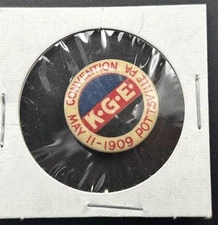 CONVENTION
K.G.E.
MAY 11-1909 POTTSVILLE PA